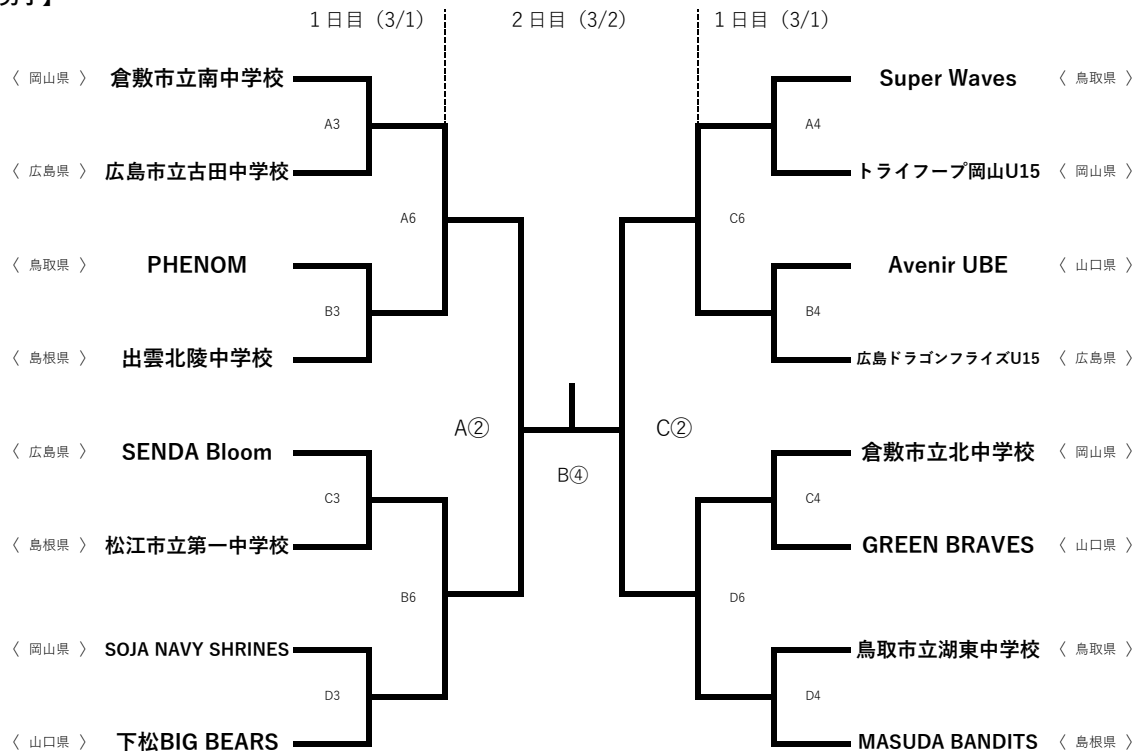 男子】
1日目（3/1） 2日目（3/2） 1日目（3/1）
〈 岡山県 〉 倉敷市立南中学校
A3
〈 広島県 〉 広島市立古田中学校
A6
〈 鳥取県 〉 PHENOM
B3
〈 島根県 〉 出雲北陵中学校
A②
〈 広島県 〉 SENDA Bloom
C3
〈 島根県 〉 松江市立第一中学校
B6
〈 岡山県 〉 SOJA NAVY SHRINES
D3
〈 山口県 〉 下松BIG BEARS
B④
Super Waves 〈 鳥取県 〉
A4
トライフープ岡山U15 〈 岡山県 〉
C6
Avenir UBE 〈 山口県 〉
B4
広島ドラゴンフライズU15 〈 広島県 〉
C②
倉敷市立北中学校 〈 岡山県 〉
C4
GREEN BRAVES 〈 山口県 〉
D6
鳥取市立湖東中学校 〈 鳥取県 〉
D4
MASUDA BANDITS 〈 島根県 〉